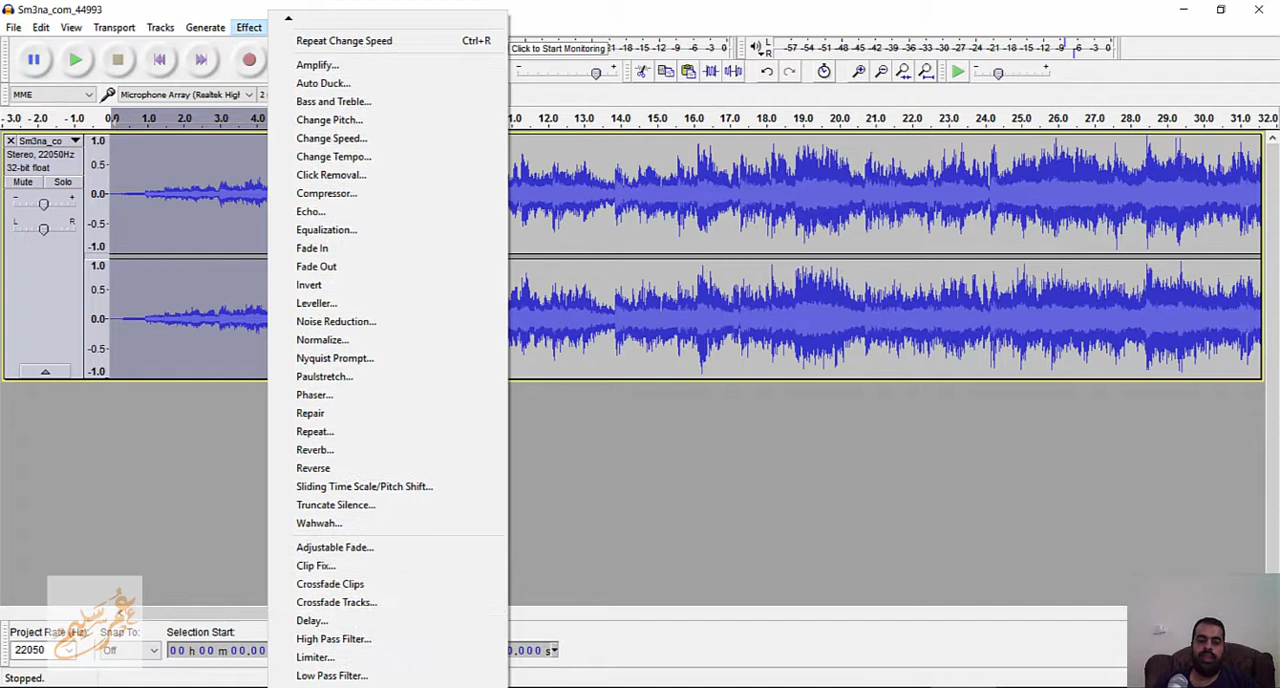 Sm3na_com_44993
File Edit View Transport Tracks Generate Effect
Repeat Change Speed Ctrl+R
Amplify...
Auto Duck...
Bass and Treble...
Change Pitch...
Change Speed...
Change Tempo...
Click Removal...
Compressor...
Echo...
Equalization...
Fade In
Fade Out
Invert
Leveller...
Noise Reduction...
Normalize...
Nyquist Prompt...
Paulstretch...
Phaser...
Repair
Repeat...
Reverb...
Reverse
Sliding Time Scale/Pitch Shift...
Truncate Silence...
Wahwah...
Adjustable Fade...
Clip Fix...
Crossfade Clips
Crossfade Tracks...
Delay...
High Pass Filter...
Limiter...
Low Pass Filter...
Click to Start Monitoring -21 -18 -15 -12 -9 -6 -3 0
L R -57 -54 -51 -48 -45 -42 -39 -36 -33 -30 -27 -24 -21 -18 -15 -12 -9 -6 -3 0
MME Microphone Array (Realtek High 2
-3.0 -2.0 -1.0 0.0 1.0 2.0 3.0 4.0 11.0 12.0 13.0 14.0 15.0 16.0 17.0 18.0 19.0 20.0 21.0 22.0 23.0 24.0 25.0 26.0 27.0 28.0 29.0 30.0 31.0 32.0
Sm3na_co
Stereo, 22050Hz
32-bit float
Mute Solo
- +
L R
1.0
0.5
0.0
-0.5
-1.0
1.0
0.5
0.0
-0.5
-1.0
عمر سليم
Project Rate (Hz): Snap To: Selection Start:
22050 Off 00 h 00 m 00.00 0.000 s
Stopped.